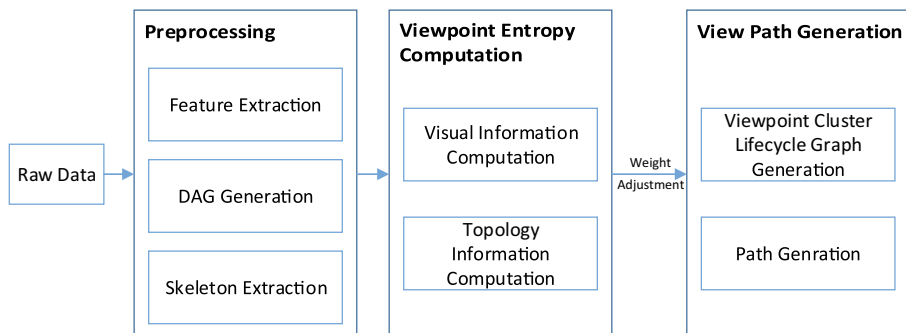 Raw Data
Preprocessing
Feature Extraction
DAG Generation
Skeleton Extraction
Viewpoint Entropy
Computation
Visual Information
Computation
Topology
Information
Computation
Weight
Adjustment
View Path Generation
Viewpoint Cluster
Lifecycle Graph
Generation
Path Genration